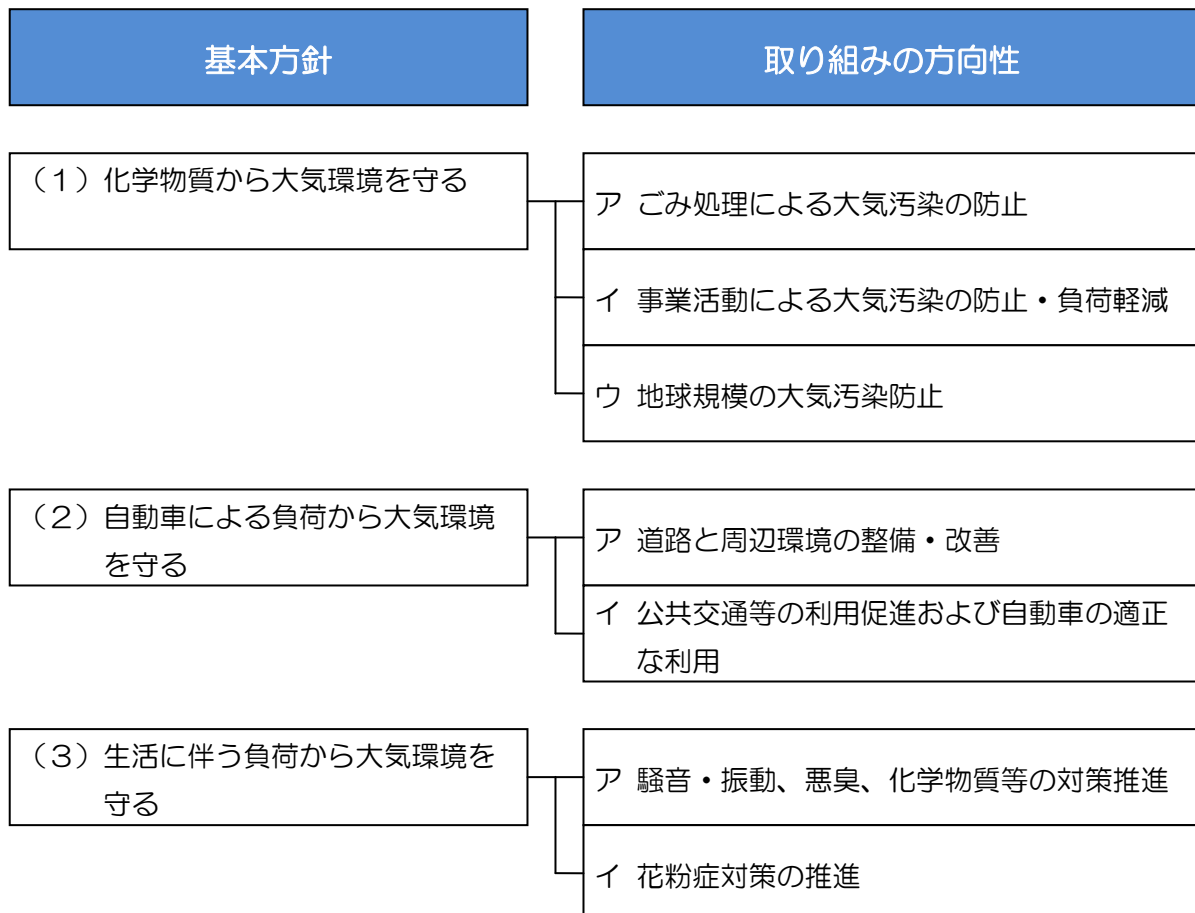 基本方針
取り組みの方向性
（１）化学物質から大気環境を守る
ア ごみ処理による大気汚染の防止
イ 事業活動による大気汚染の防止・負荷軽減
ウ 地球規模の大気汚染防止
（２）自動車による負荷から大気環境
を守る
ア 道路と周辺環境の整備・改善
イ 公共交通等の利用促進および自動車の適正
な利用
（３）生活に伴う負荷から大気環境を
守る
ア 騒音・振動、悪臭、化学物質等の対策推進
イ 花粉症対策の推進